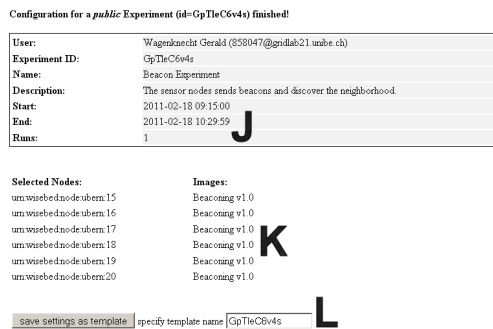 Configuration for a public Experiment (id=GpTleC6v4s) finished!
User: Wagenknecht Gerald (858047@gridlab21.unibe.ch)
Experiment ID: GpTleC6v4s
Name: Beacon Experiment
Description: The sensor nodes sends beacons and discover the neighborhood.
Start: 2011-02-18 09:15:00
End: 2011-02-18 10:29:59
Runs: 1
J
Selected Nodes: Images:
urn:wisebed:node:ubern:15 Beaconing v1.0
urn:wisebed:node:ubern:16 Beaconing v1.0
urn:wisebed:node:ubern:17 Beaconing v1.0
urn:wisebed:node:ubern:18 Beaconing v1.0
urn:wisebed:node:ubern:19 Beaconing v1.0
urn:wisebed:node:ubern:20 Beaconing v1.0
K
save settings as template specify template name GpTleC6v4s
L